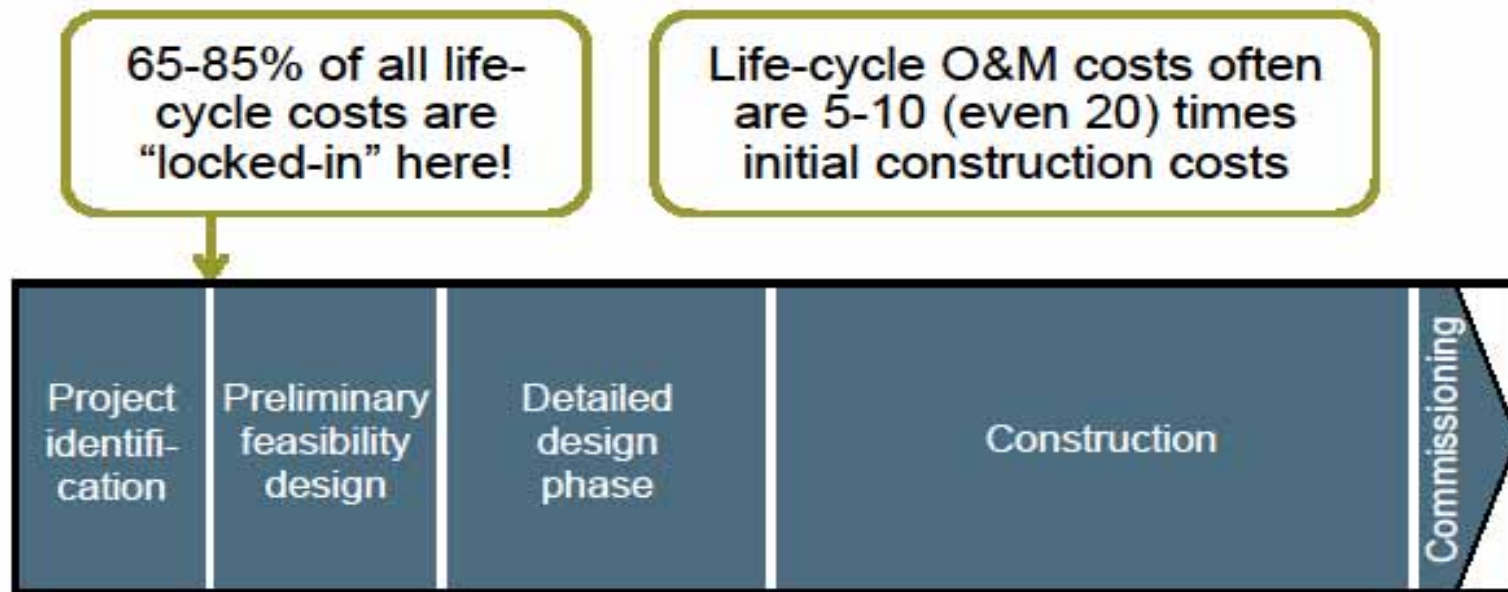 65-85% of all life-
cycle costs are
“locked-in” here!
Life-cycle O&M costs often
are 5-10 (even 20) times
initial construction costs
Project
identifi-
cation
Preliminary
feasibility
design
Detailed
design
phase
Construction
Commissioning